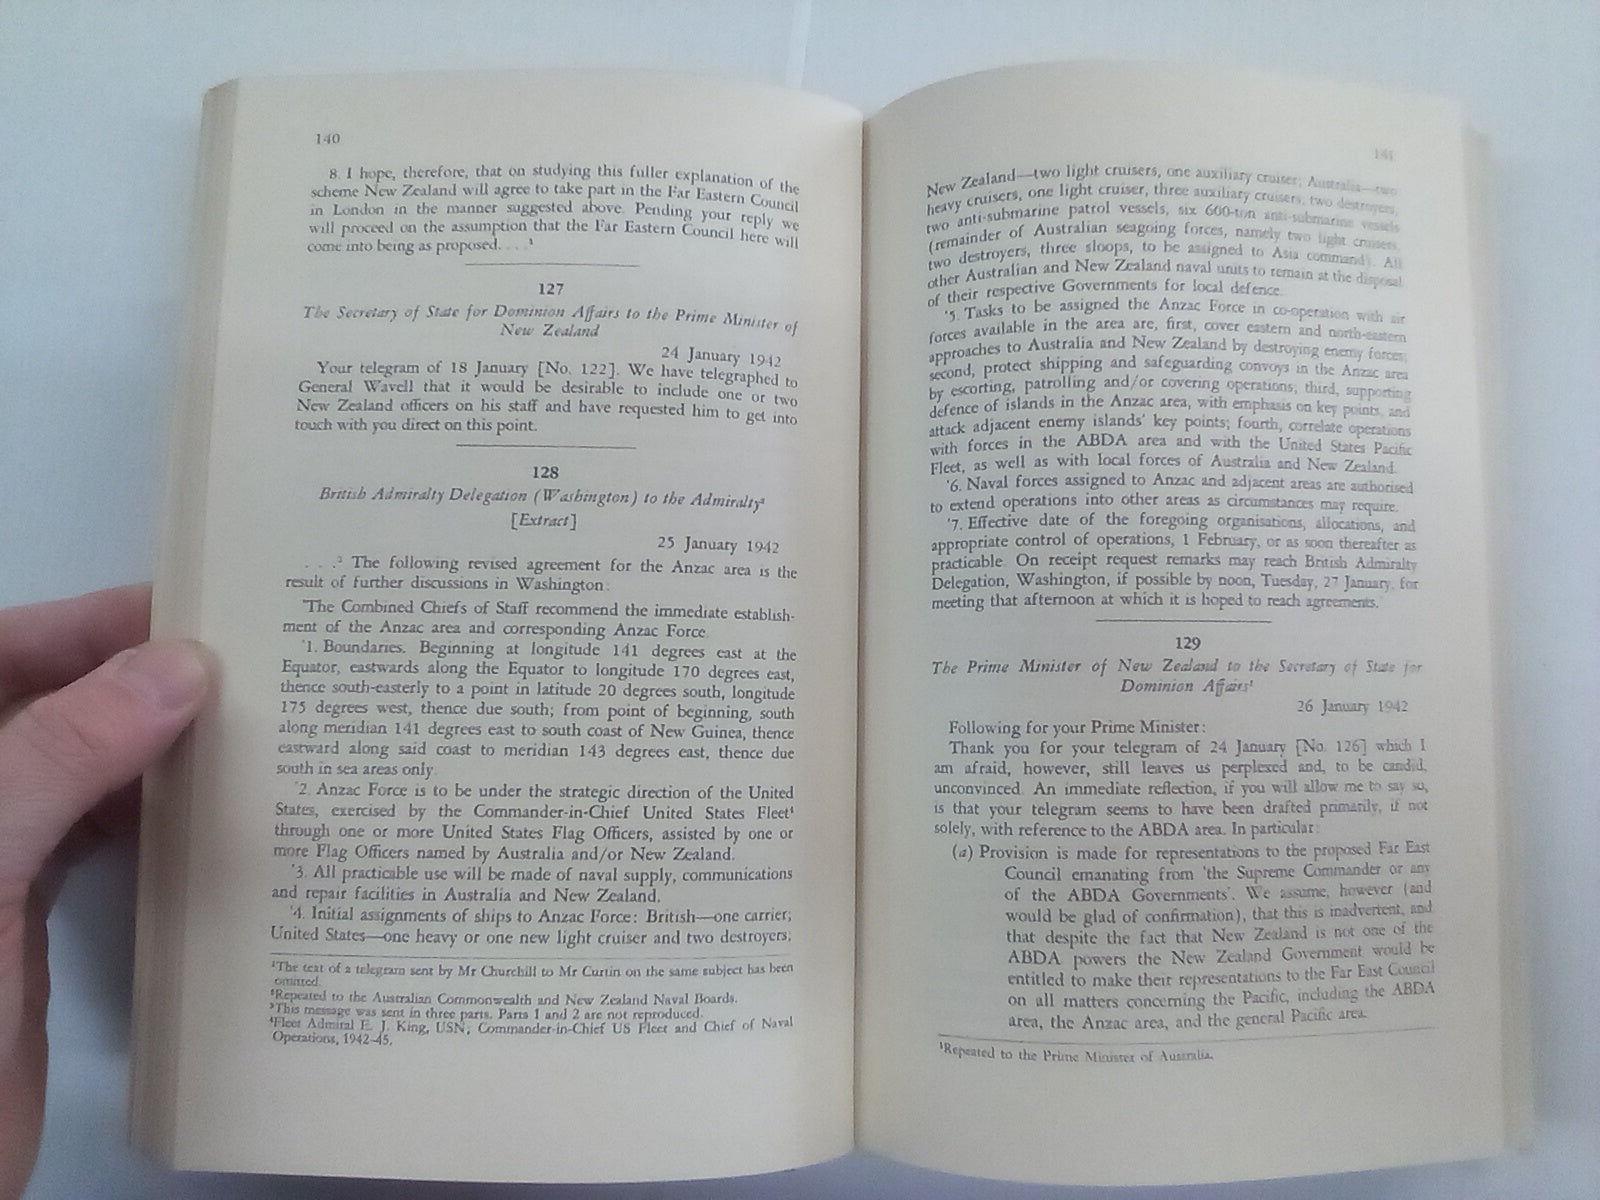 140
8. I hope, therefore, that on studying this fuller explanation of the
scheme New Zealand will agree to take part in the Far Eastern Council
in London in the manner suggested above. Pending your reply we
will proceed on the assumption that the Far Eastern Council here will
come into being as proposed. . . .¹
127
The Secretary of State for Dominion Affairs to the Prime Minister of
New Zealand
24 January 1942
Your telegram of 18 January [No. 122]. We have telegraphed to
General Wavell that it would be desirable to include one or two
New Zealand officers on his staff and have requested him to get into
touch with you direct on this point.
128
British Admiralty Delegation (Washington) to the Admiralty²
[Extract]
25 January 1942
. . .³ The following revised agreement for the Anzac area is the
result of further discussions in Washington:
'The Combined Chiefs of Staff recommend the immediate establish-
ment of the Anzac area and corresponding Anzac Force.
'1. Boundaries. Beginning at longitude 141 degrees east at the
Equator, eastwards along the Equator to longitude 170 degrees east,
thence south-easterly to a point in latitude 20 degrees south, longitude
175 degrees west, thence due south; from point of beginning, south
along meridian 141 degrees east to south coast of New Guinea, thence
eastward along said coast to meridian 143 degrees east, thence due
south in sea areas only.
'2. Anzac Force is to be under the strategic direction of the United
States, exercised by the Commander-in-Chief United States Fleet⁴
through one or more United States Flag Officers, assisted by one or
more Flag Officers named by Australia and/or New Zealand.
'3. All practicable use will be made of naval supply, communications
and repair facilities in Australia and New Zealand.
'4. Initial assignments of ships to Anzac Force: British—one carrier;
United States—one heavy or one new light cruiser and two destroyers;
¹The text of a telegram sent by Mr Churchill to Mr Curtin on the same subject has been
omitted.
²Repeated to the Australian Commonwealth and New Zealand Naval Boards.
³This message was sent in three parts. Parts 1 and 2 are not reproduced.
⁴Fleet Admiral E. J. King, USN; Commander-in-Chief US Fleet and Chief of Naval
Operations, 1942–45.
141
New Zealand—two light cruisers, one auxiliary cruiser; Australia—two
heavy cruisers, one light cruiser, three auxiliary cruisers, two destroyers,
two anti-submarine patrol vessels, six 600-ton anti-submarine vessels
(remainder of Australian seagoing forces, namely two light cruisers,
two destroyers, three sloops, to be assigned to Asia command). All
other Australian and New Zealand naval units to remain at the disposal
of their respective Governments for local defence.
'5. Tasks to be assigned the Anzac Force in co-operation with air
forces available in the area are, first, cover eastern and north-eastern
approaches to Australia and New Zealand by destroying enemy forces;
second, protect shipping and safeguarding convoys in the Anzac area
by escorting, patrolling and/or covering operations; third, supporting
defence of islands in the Anzac area, with emphasis on key points, and
attack adjacent enemy islands' key points; fourth, correlate operations
with forces in the ABDA area and with the United States Pacific
Fleet, as well as with local forces of Australia and New Zealand.
'6. Naval forces assigned to Anzac and adjacent areas are authorised
to extend operations into other areas as circumstances may require.
'7. Effective date of the foregoing organisations, allocations, and
appropriate control of operations, 1 February, or as soon thereafter as
practicable. On receipt request remarks may reach British Admiralty
Delegation, Washington, if possible by noon, Tuesday, 27 January, for
meeting that afternoon at which it is hoped to reach agreements.'
129
The Prime Minister of New Zealand to the Secretary of State for
Dominion Affairs¹
26 January 1942
Following for your Prime Minister:
Thank you for your telegram of 24 January [No. 126] which I
am afraid, however, still leaves us perplexed and, to be candid,
unconvinced. An immediate reflection, if you will allow me to say so,
is that your telegram seems to have been drafted primarily, if not
solely, with reference to the ABDA area. In particular:
(a) Provision is made for representations to the proposed Far East
Council emanating from 'the Supreme Commander or any
of the ABDA Governments'. We assume, however (and
would be glad of confirmation), that this is inadvertent, and
that despite the fact that New Zealand is not one of the
ABDA powers the New Zealand Government would be
entitled to make their representations to the Far East Council
on all matters concerning the Pacific, including the ABDA
area, the Anzac area, and the general Pacific area.
¹Repeated to the Prime Minister of Australia.